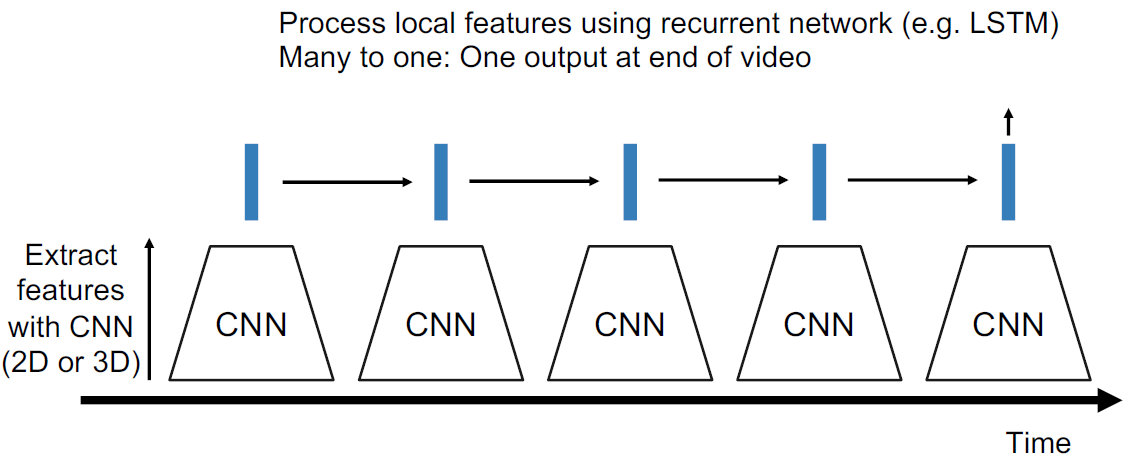 Process local features using recurrent network (e.g. LSTM)
Many to one: One output at end of video
Extract
features
with CNN
(2D or 3D)
CNN
CNN
CNN
CNN
CNN
Time